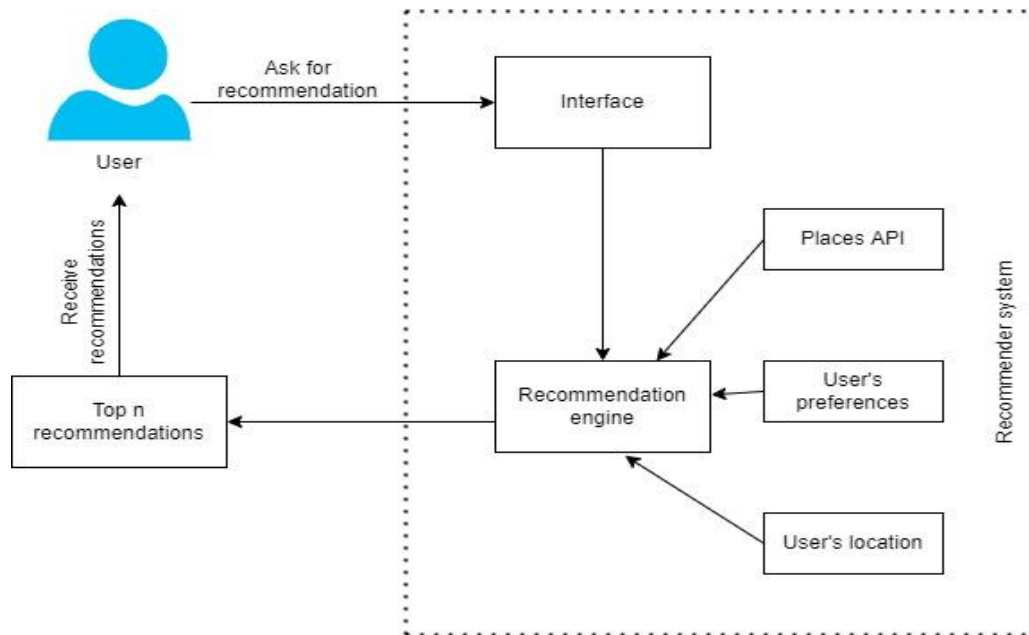 Ask for
recommendation
Interface
User
Places API
Receive
recommendations
Recommender system
Recommendation
engine
User's
preferences
Top n
recommendations
User's location